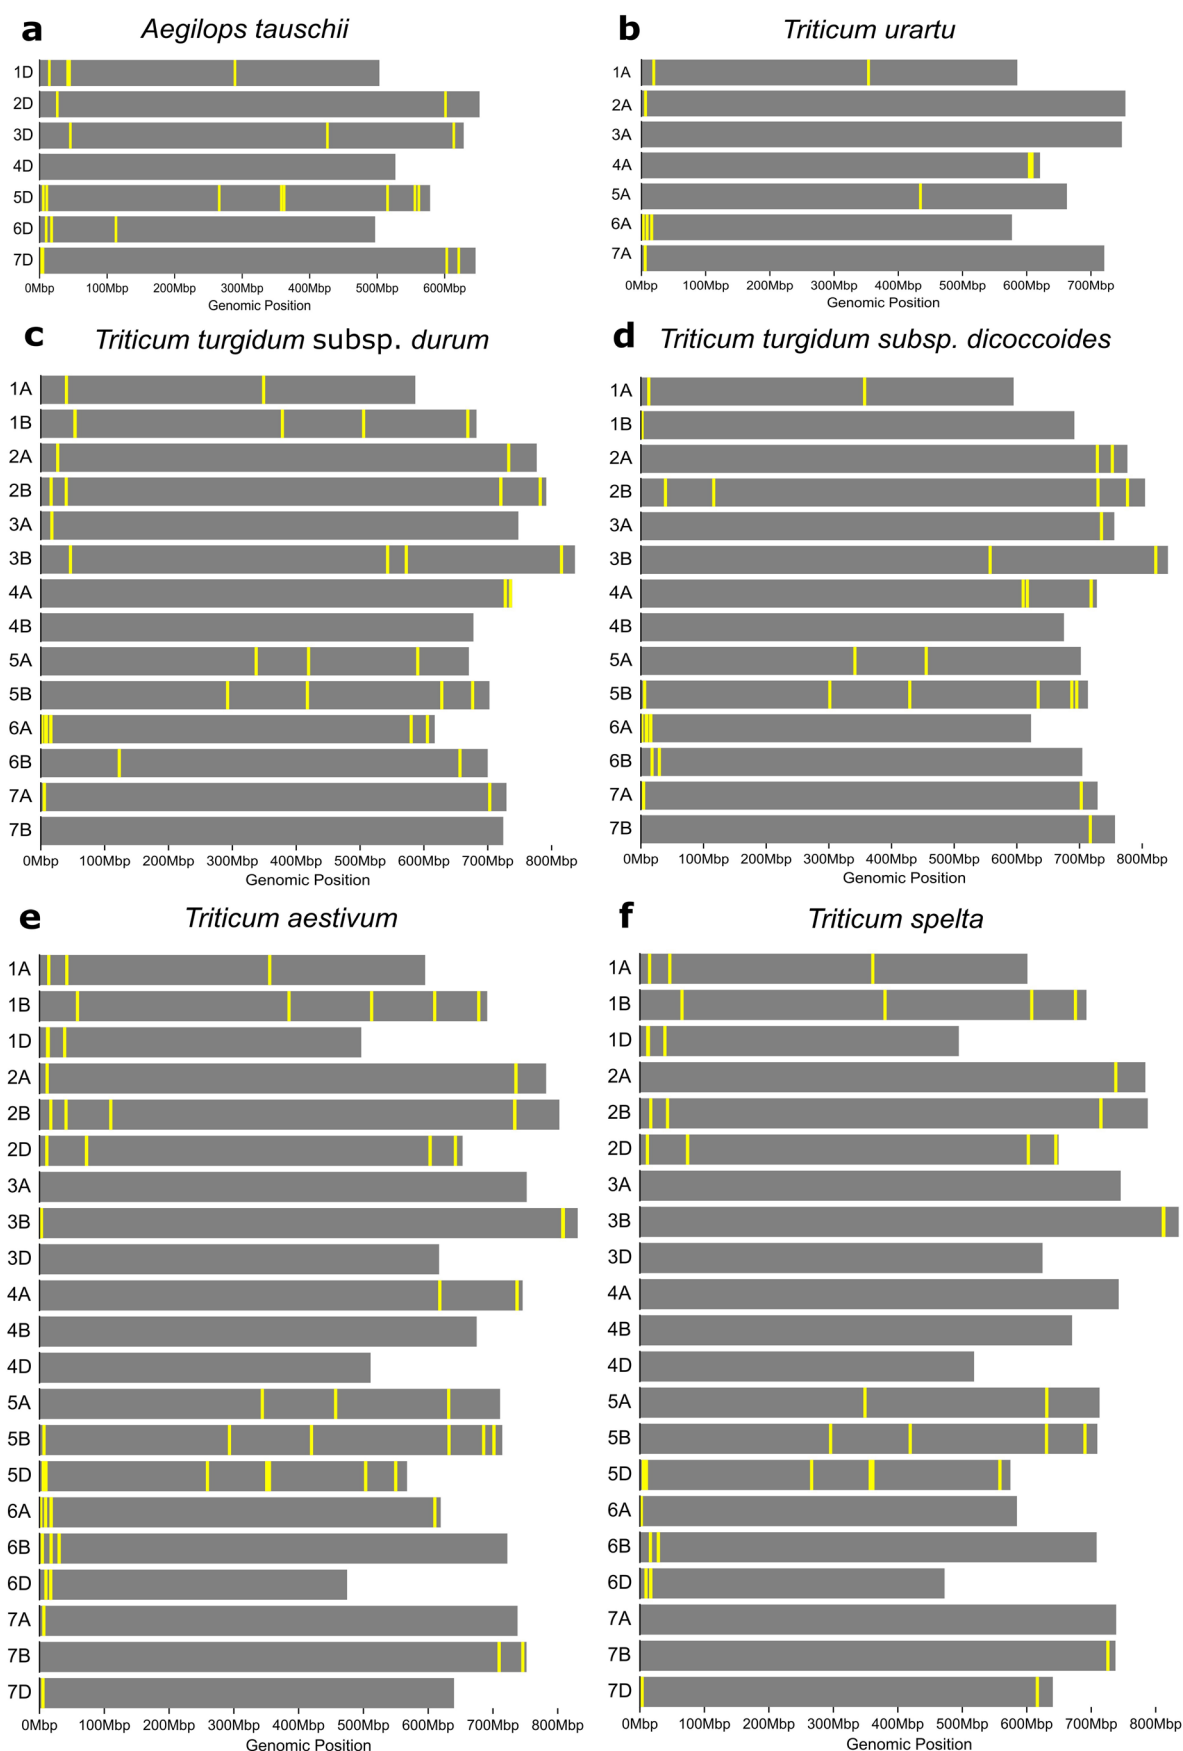 a Aegilops tauschii
1D
2D
3D
4D
5D
6D
7D
0Mbp 100Mbp 200Mbp 300Mbp 400Mbp 500Mbp 600Mbp
Genomic Position
b Triticum urartu
1A
2A
3A
4A
5A
6A
7A
0Mbp 100Mbp 200Mbp 300Mbp 400Mbp 500Mbp 600Mbp 700Mbp
Genomic Position
c Triticum turgidum subsp. durum
1A
1B
2A
2B
3A
3B
4A
4B
5A
5B
6A
6B
7A
7B
0Mbp 100Mbp 200Mbp 300Mbp 400Mbp 500Mbp 600Mbp 700Mbp 800Mbp
Genomic Position
d Triticum turgidum subsp. dicoccoides
1A
1B
2A
2B
3A
3B
4A
4B
5A
5B
6A
6B
7A
7B
0Mbp 100Mbp 200Mbp 300Mbp 400Mbp 500Mbp 600Mbp 700Mbp 800Mbp
Genomic Position
e Triticum aestivum
1A
1B
1D
2A
2B
2D
3A
3B
3D
4A
4B
4D
5A
5B
5D
6A
6B
6D
7A
7B
7D
0Mbp 100Mbp 200Mbp 300Mbp 400Mbp 500Mbp 600Mbp 700Mbp 800Mbp
Genomic Position
f Triticum spelta
1A
1B
1D
2A
2B
2D
3A
3B
3D
4A
4B
4D
5A
5B
5D
6A
6B
6D
7A
7B
7D
0Mbp 100Mbp 200Mbp 300Mbp 400Mbp 500Mbp 600Mbp 700Mbp 800Mbp
Genomic Position